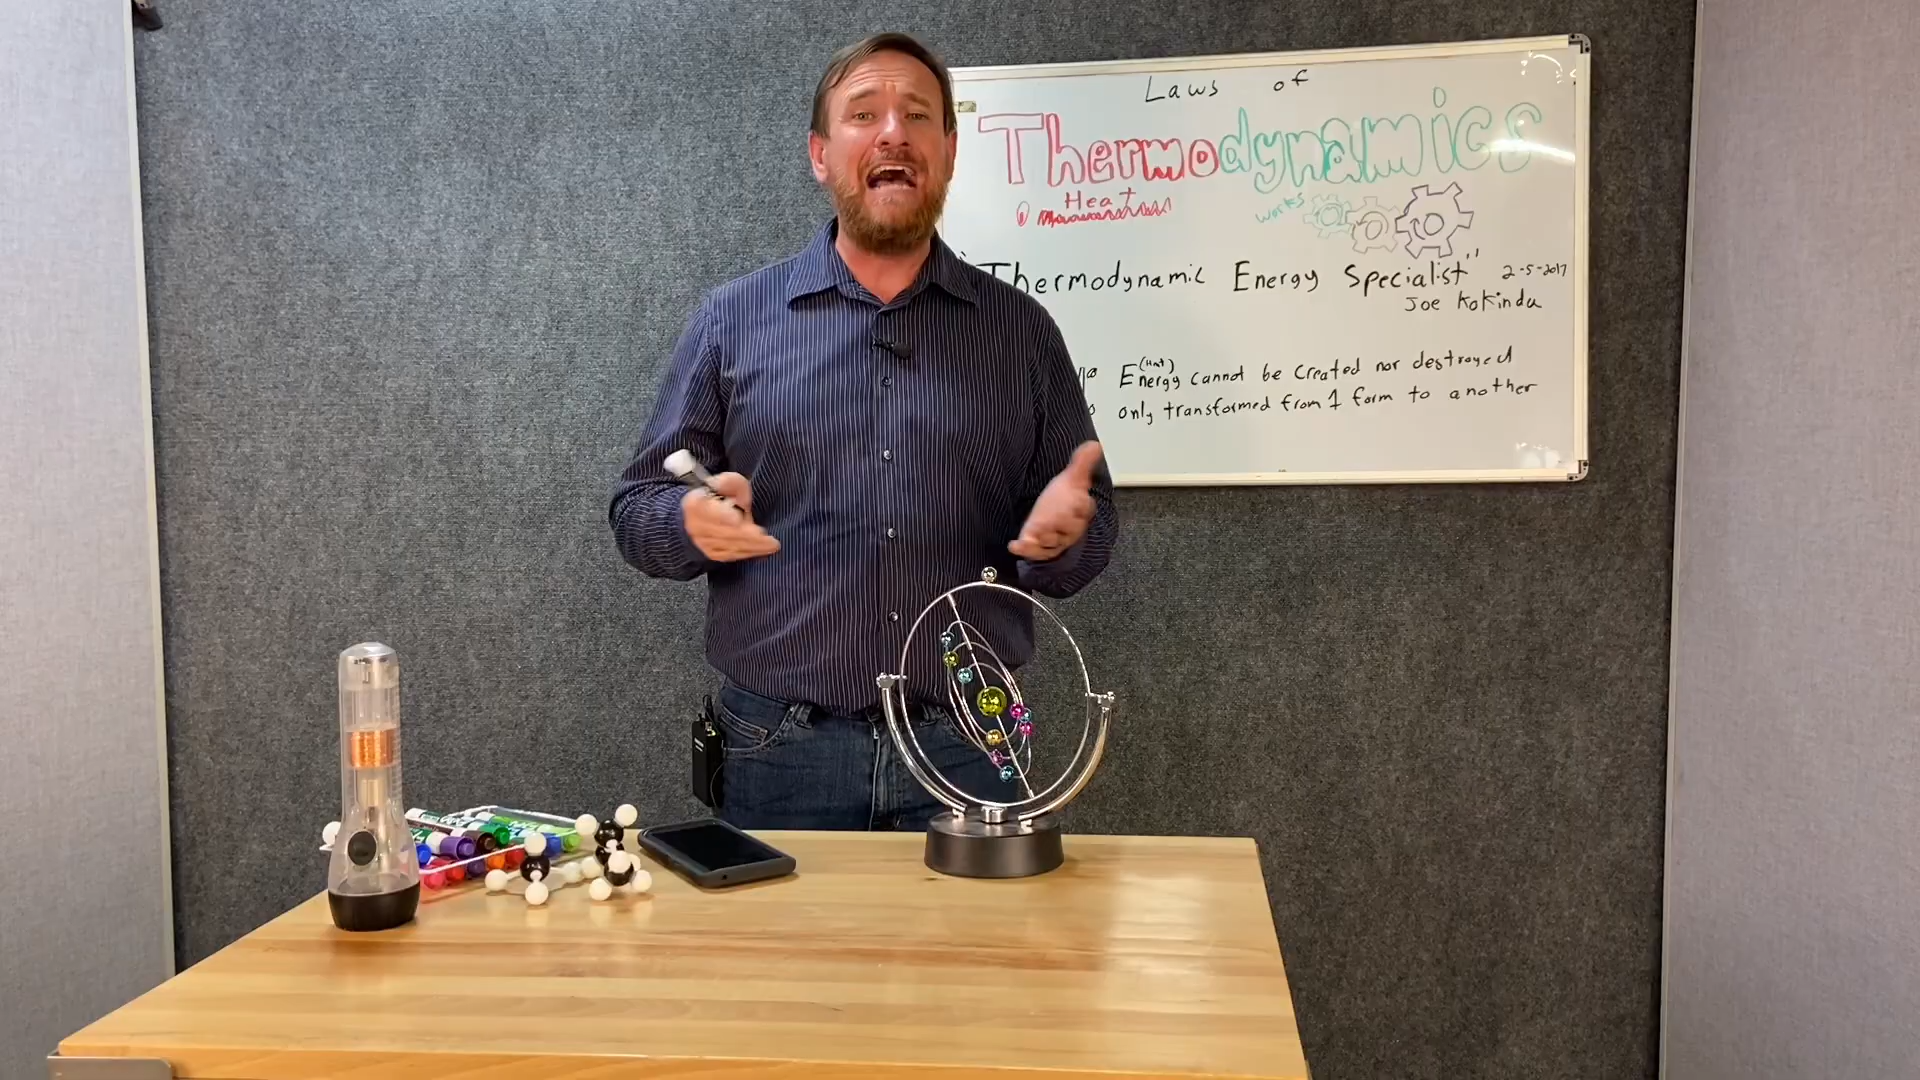 Laws of
Thermodynamics
Heat
works
"Thermodynamic Energy Specialist" 2-5-2017
Joe Kokinda
(Heat)
Energy cannot be created nor destroyed
only transformed from 1 form to another